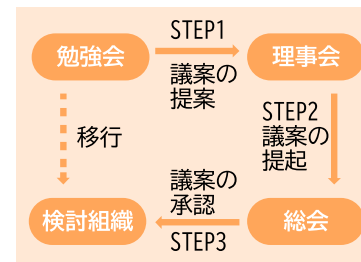 勉強会
STEP1
議案の
提案
理事会
移行
STEP2
議案の
提起
検討組織
議案の
承認
STEP3
総会